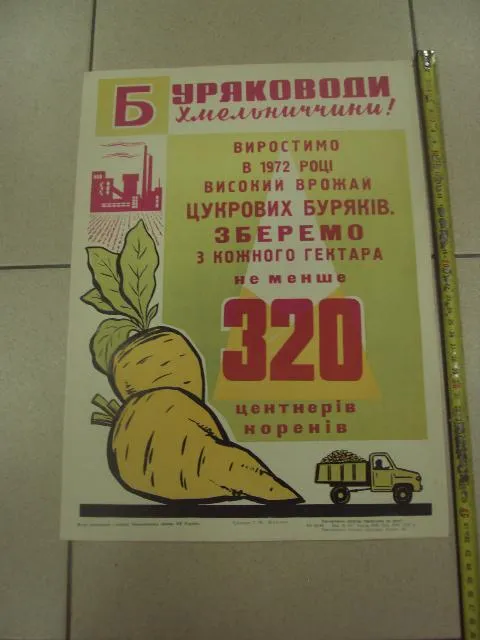 БУРЯКОВОДИ
Хмельниччини!
ВИРОСТИМО
В 1972 РОЦІ
ВИСОКИЙ ВРОЖАЙ
ЦУКРОВИХ БУРЯКІВ.
ЗБЕРЕМО
З КОЖНОГО ГЕКТАРА
не менше
320
центнерів
коренів